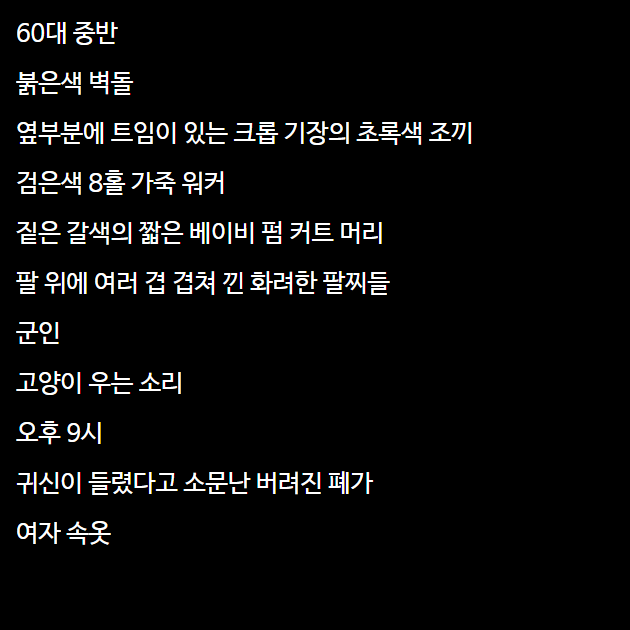 60대 중반
붉은색 벽돌
옆부분에 트임이 있는 크롭 기장의 초록색 조끼
검은색 8홀 가죽 워커
짙은 갈색의 짧은 베이비 펌 커트 머리
팔 위에 여러 겹 겹쳐 낀 화려한 팔찌들
군인
고양이 우는 소리
오후 9시
귀신이 들렸다고 소문난 버려진 폐가
여자 속옷